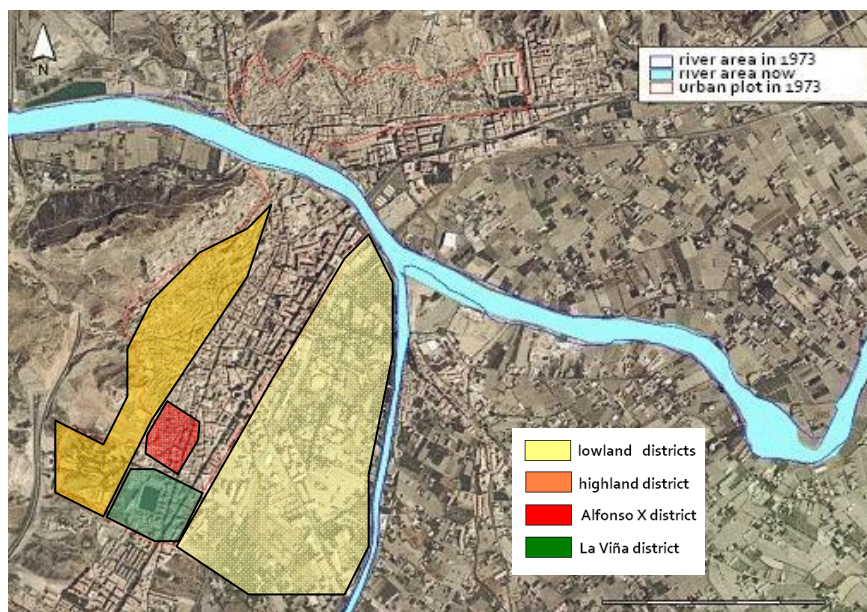 N
river area in 1973
river area now
urban plot in 1973
lowland districts
highland district
Alfonso X district
La Viña district